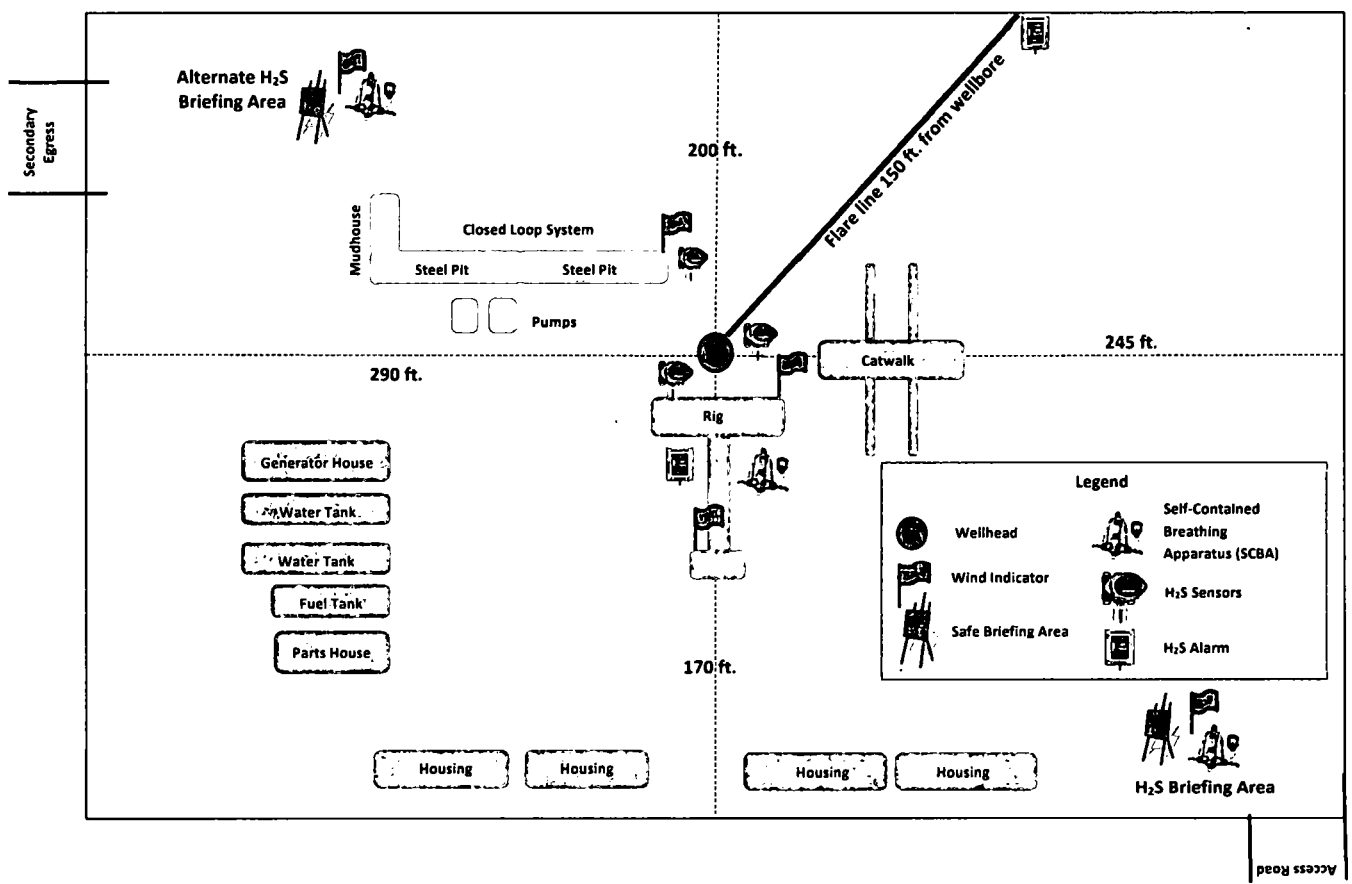 Alternate H₂S
Briefing Area
Secondary
Egress
200 ft.
Flare line 150 ft. from wellbore
Mudhouse
Closed Loop System
Steel Pit
Steel Pit
Pumps
290 ft.
245 ft.
Catwalk
Rig
Generator House
Water Tank
Water Tank
Fuel Tank
Parts House
170 ft.
Legend
Wellhead
Wind Indicator
Safe Briefing Area
Self-Contained
Breathing
Apparatus (SCBA)
H₂S Sensors
H₂S Alarm
Housing
Housing
Housing
Housing
H₂S Briefing Area
Access Road